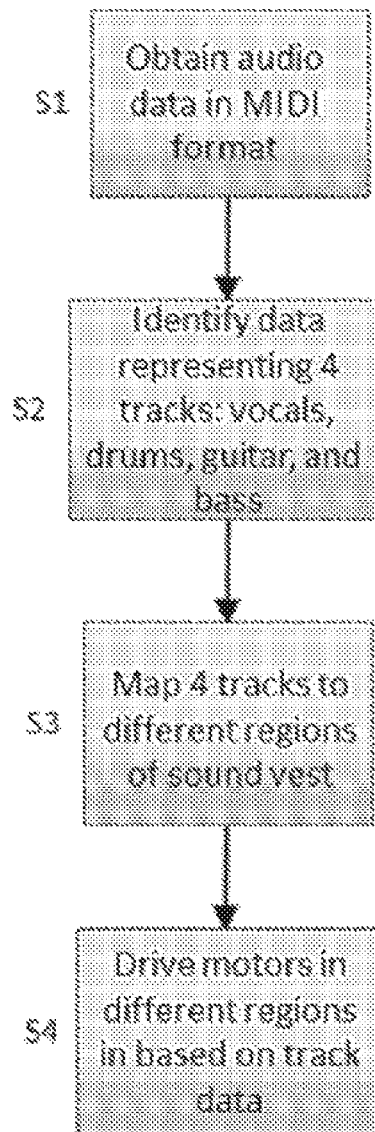 S1
Obtain audio
data in MIDI
format
S2
Identify data
representing 4
tracks: vocals,
drums, guitar, and
bass
S3
Map 4 tracks to
different regions
of sound vest
S4
Drive motors in
different regions
in based on track
data